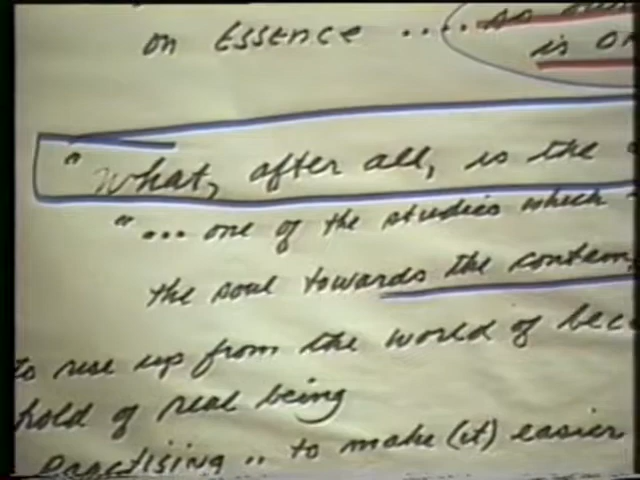 on Essence .... so
is
"What, after all, is the
"... one of the studies which
the soul towards the contem
to rise up from the world of bec
hold of real being
practising .. to make (it) easier